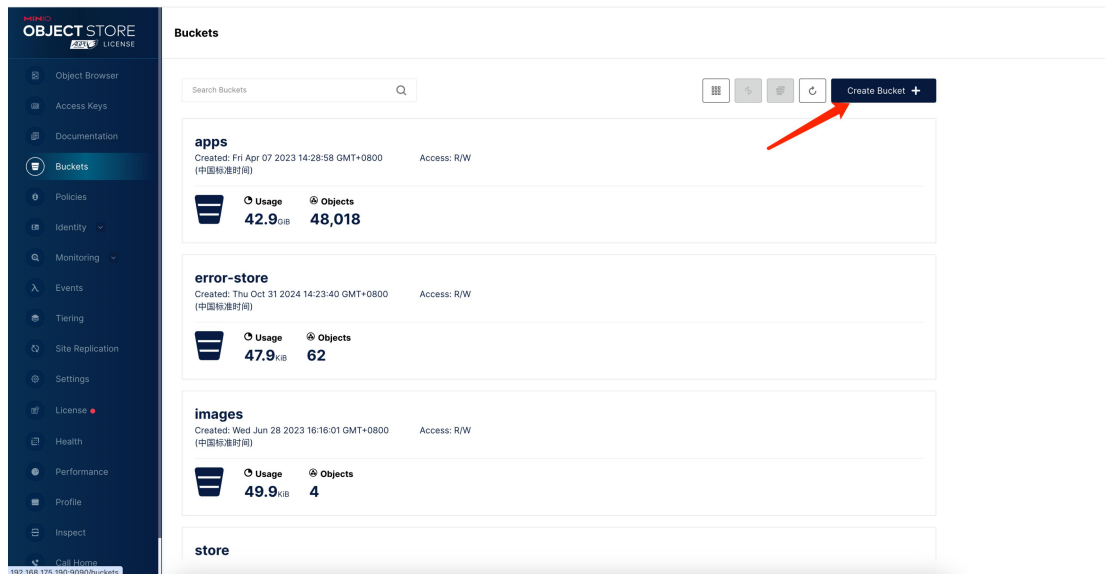 MINIO
OBJECT STORE
LICENSE
Object Browser
Access Keys
Documentation
Buckets
Policies
Identity
Monitoring
Events
Tiering
Site Replication
Settings
License
Health
Performance
Profile
Inspect
Call Home
192.168.175.190:9090/buckets
Buckets
Search Buckets
Create Bucket +
apps
Created: Fri Apr 07 2023 14:28:58 GMT+0800 Access: R/W
(中国标准时间)
Usage Objects
42.9GiB 48,018
error-store
Created: Thu Oct 31 2024 14:23:40 GMT+0800 Access: R/W
(中国标准时间)
Usage Objects
47.9KiB 62
images
Created: Wed Jun 28 2023 16:16:01 GMT+0800 Access: R/W
(中国标准时间)
Usage Objects
49.9KiB 4
store